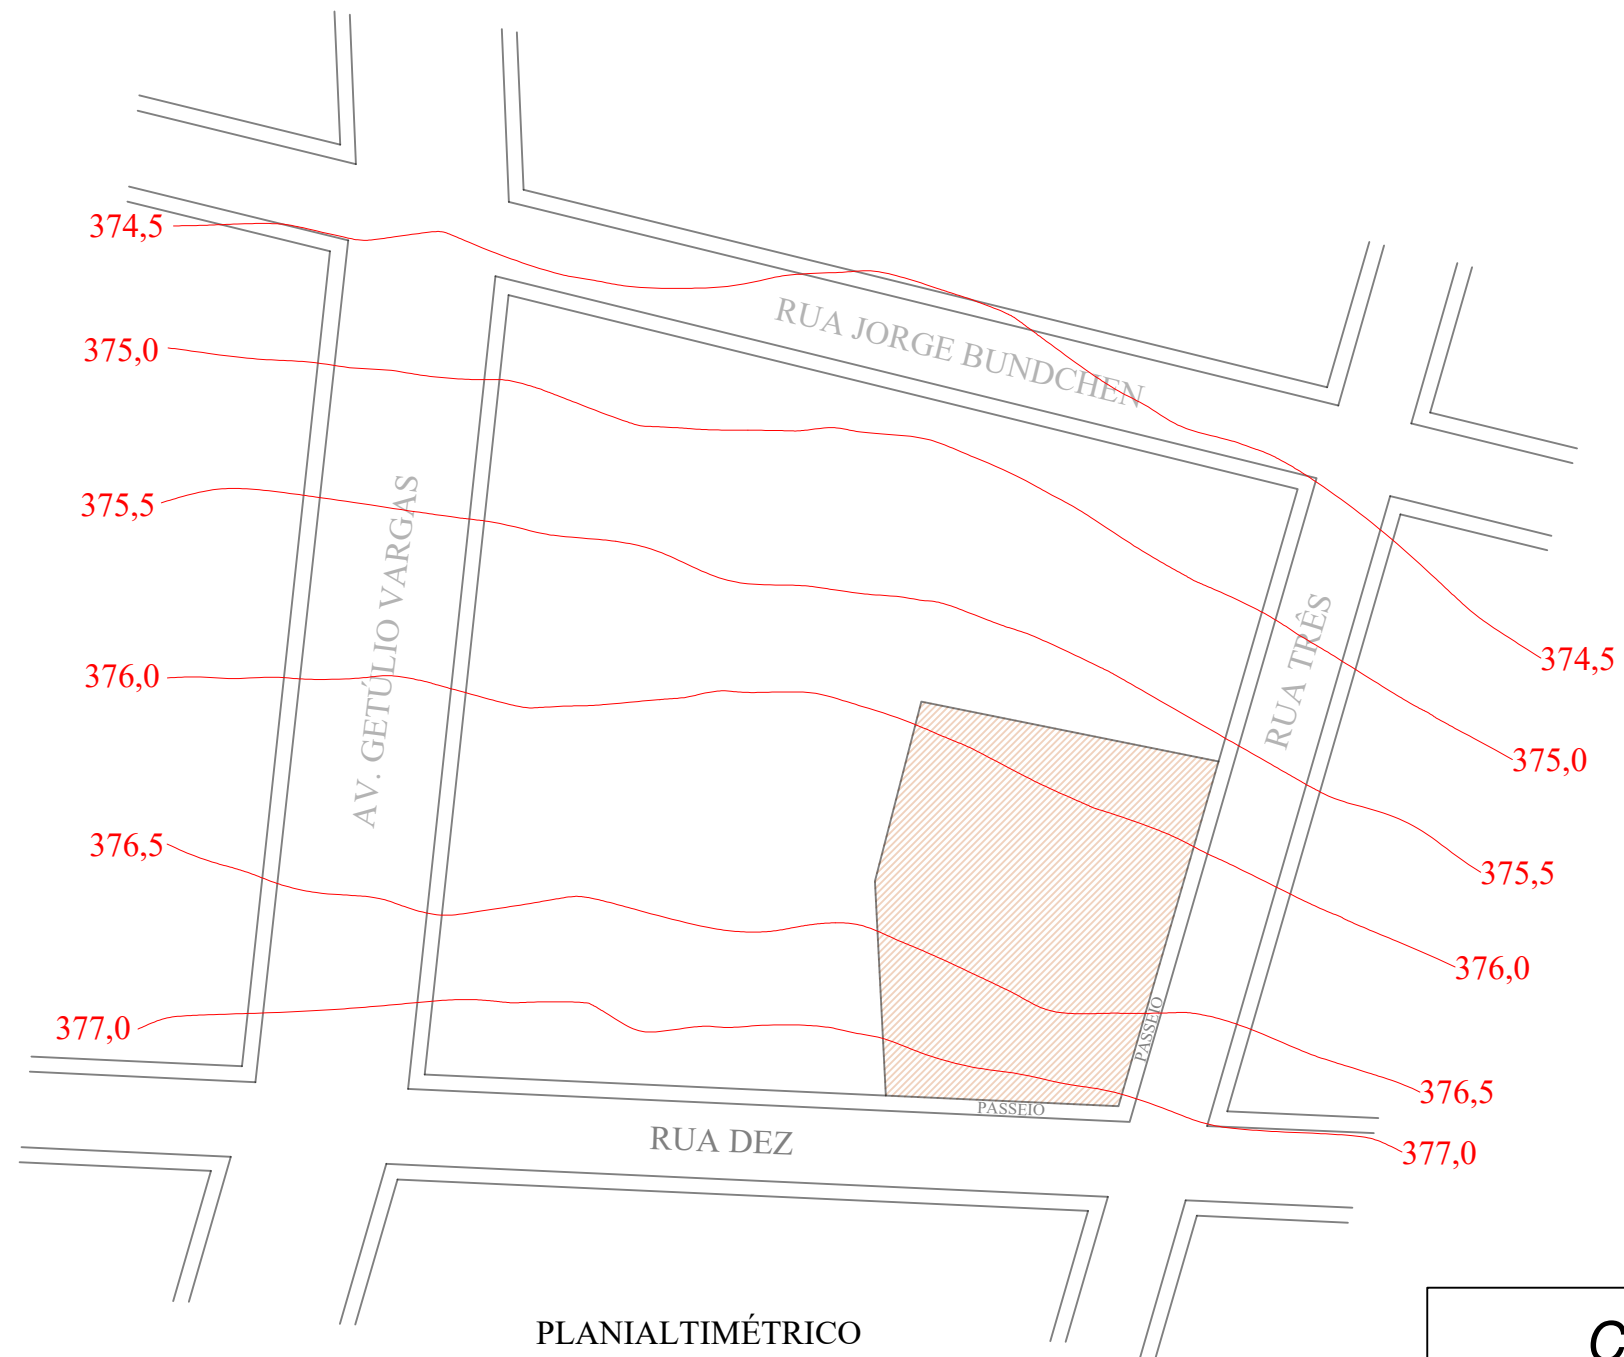 374,5
RUA JORGE BUNDCHEN
375,0
375,5
AV. GETÚLIO VARGAS
RUA TRÊS
374,5
376,0
375,0
376,5
375,5
376,0
377,0
PASSEIO
376,5
PASSEIO
RUA DEZ
377,0
PLANIALTIMÉTRICO